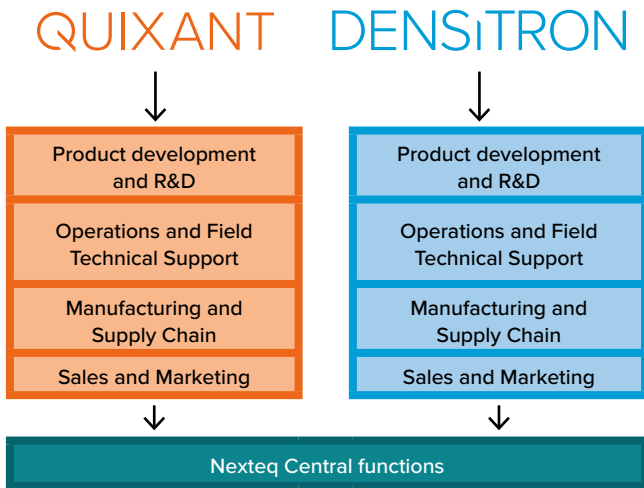 QUIXANT
DENSITRON
Product development
and R&D
Operations and Field
Technical Support
Manufacturing and
Supply Chain
Sales and Marketing
Product development
and R&D
Operations and Field
Technical Support
Manufacturing and
Supply Chain
Sales and Marketing
Nexteq Central functions